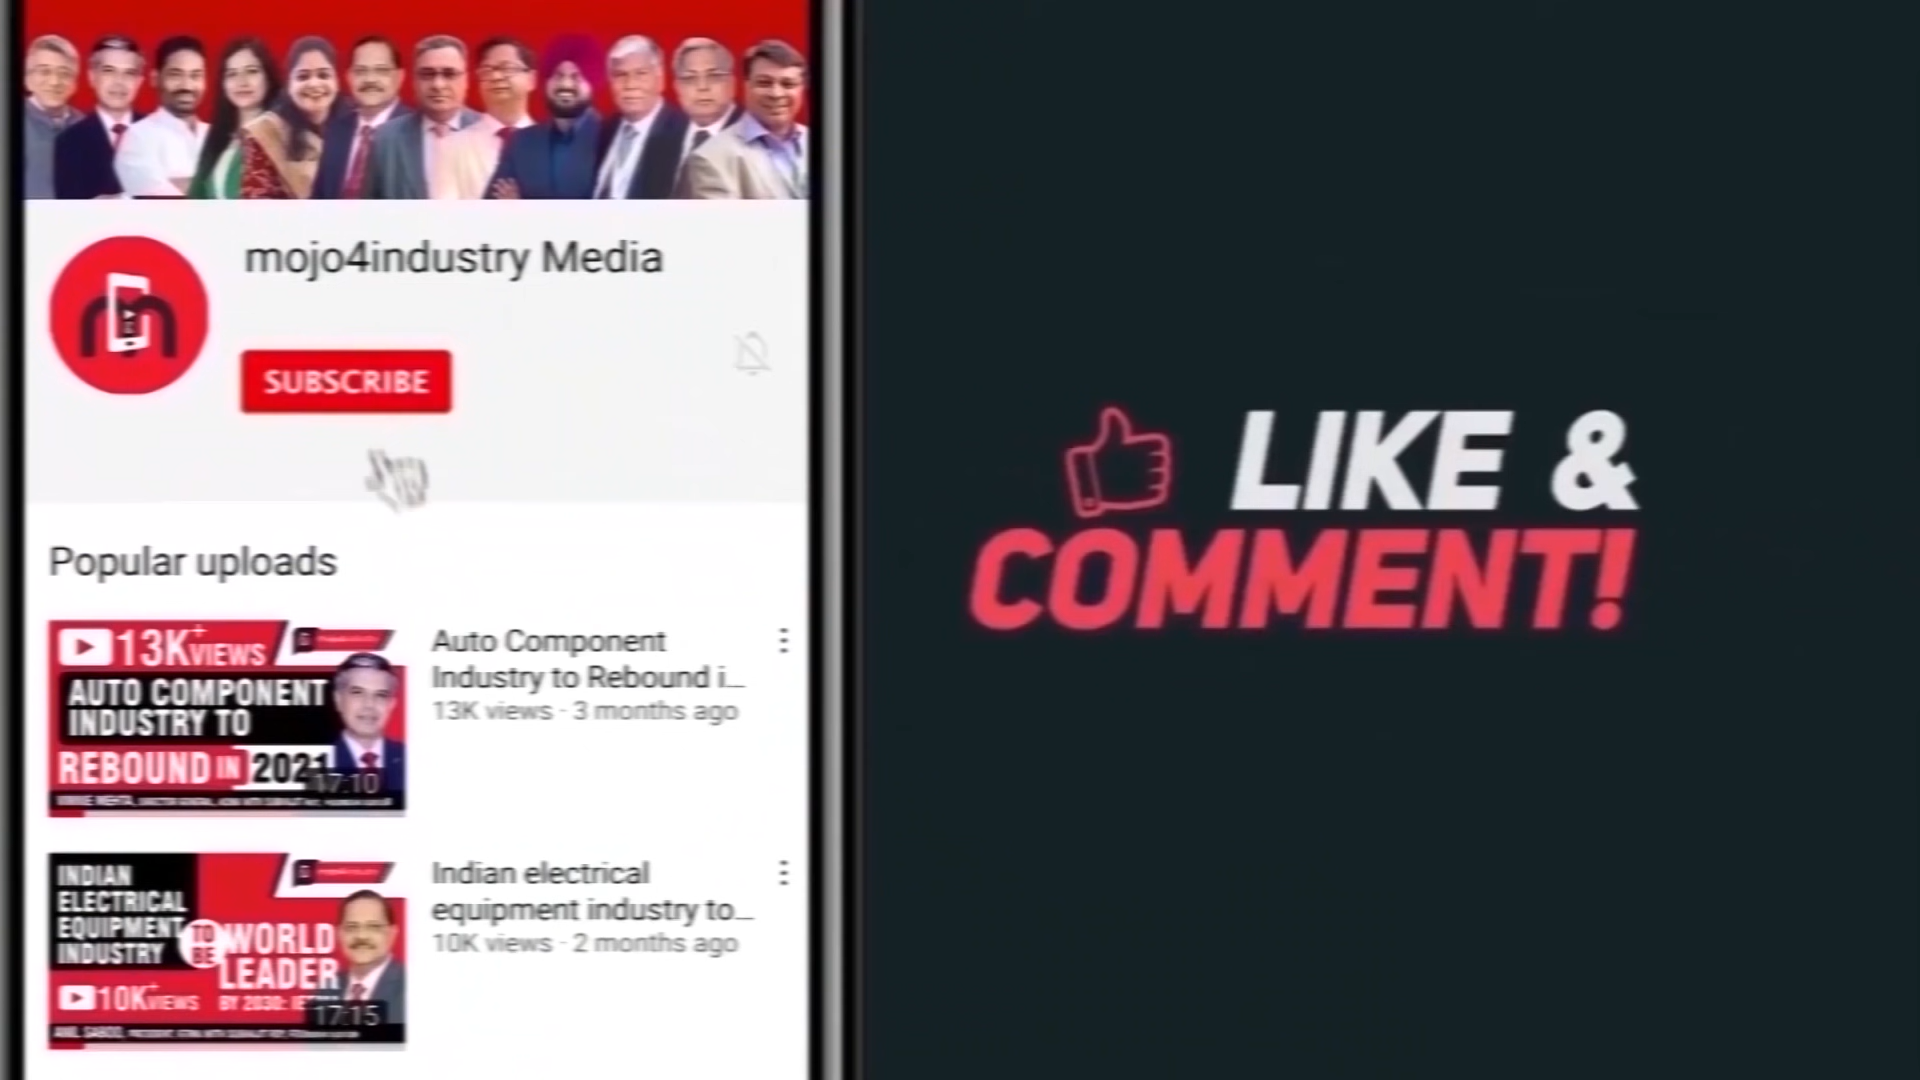 mojo4industry Media
SUBSCRIBE
LIKE &
COMMENT!
Popular uploads
13K+ VIEWS
AUTO COMPONENT
INDUSTRY TO
REBOUND IN 2021
17:10
Auto Component
Industry to Rebound i...
13K views · 3 months ago
INDIAN
ELECTRICAL
EQUIPMENT
INDUSTRY
TO
BE
WORLD
LEADER
BY 2030:
10K+ VIEWS
17:15
Indian electrical
equipment industry to...
10K views · 2 months ago